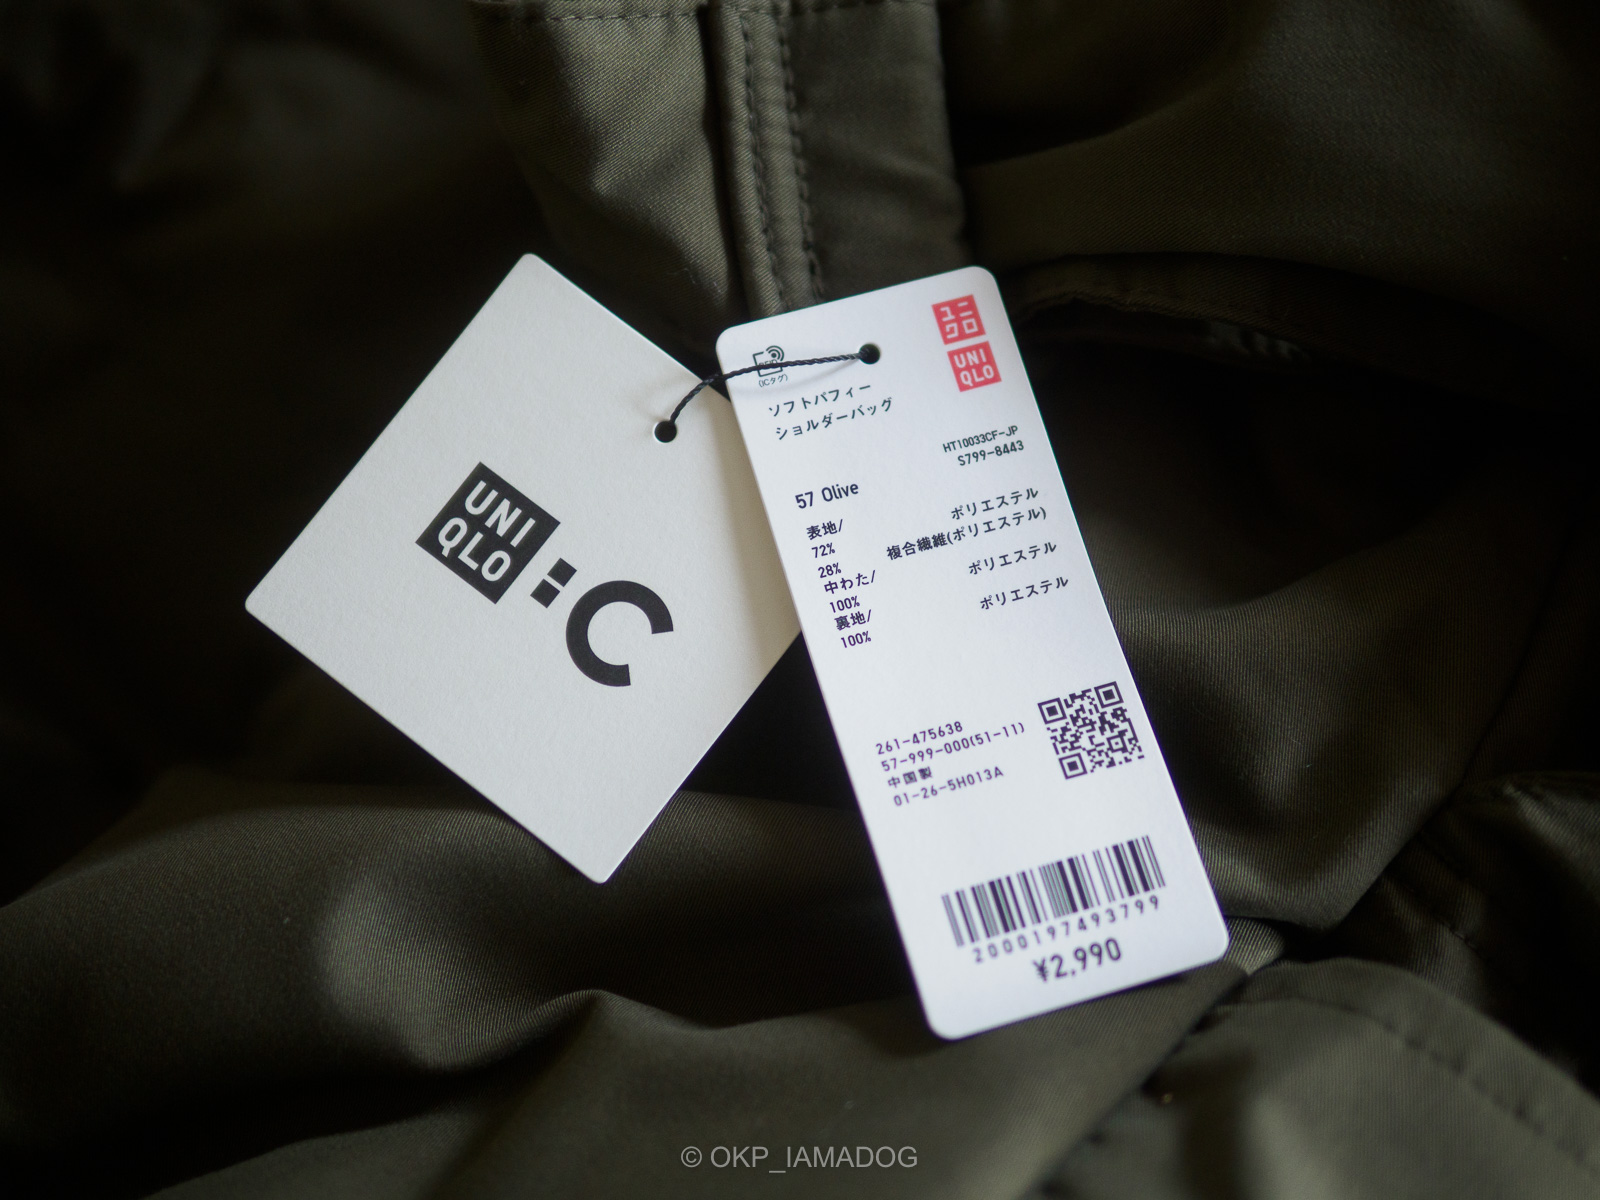 UNI
QLO
: C
RFID
(ICタグ)
ユニ
クロ
UNI
QLO
ソフトパフィー
ショルダーバッグ
HT10033CF-JP
S799-8443
57 Olive
表地/
ポリエステル
72%
複合繊維(ポリエステル)
28%
中わた/
ポリエステル
100%
裏地/
ポリエステル
100%
261-475638
57-999-000(51-11)
中国製
01-26-5H013A
2000197493799
¥2,990
© OKP_IAMADOG